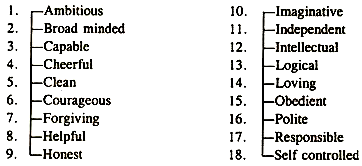 1. Ambitious
2. Broad minded
3. Capable
4. Cheerful
5. Clean
6. Courageous
7. Forgiving
8. Helpful
9. Honest
10. Imaginative
11. Independent
12. Intellectual
13. Logical
14. Loving
15. Obedient
16. Polite
17. Responsible
18. Self controlled